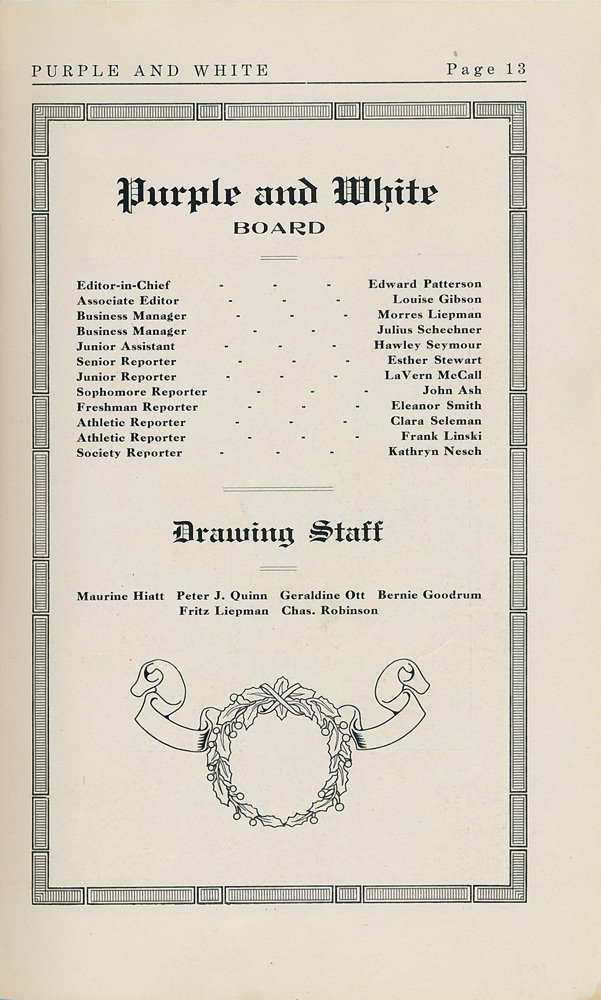 PURPLE AND WHITE Page 13
Purple and White
BOARD
Editor-in-Chief - - - Edward Patterson
Associate Editor - - - Louise Gibson
Business Manager - - - Morres Liepman
Business Manager - - Julius Schechner
Junior Assistant - - - Hawley Seymour
Senior Reporter - - - Esther Stewart
Junior Reporter - - - LaVern McCall
Sophomore Reporter - - - John Ash
Freshman Reporter - - - Eleanor Smith
Athletic Reporter - - - Clara Seleman
Athletic Reporter - - - Frank Linski
Society Reporter - - - Kathryn Nesch
Drawing Staff
Maurine Hiatt Peter J. Quinn Geraldine Ott Bernie Goodrum
Fritz Liepman Chas. Robinson